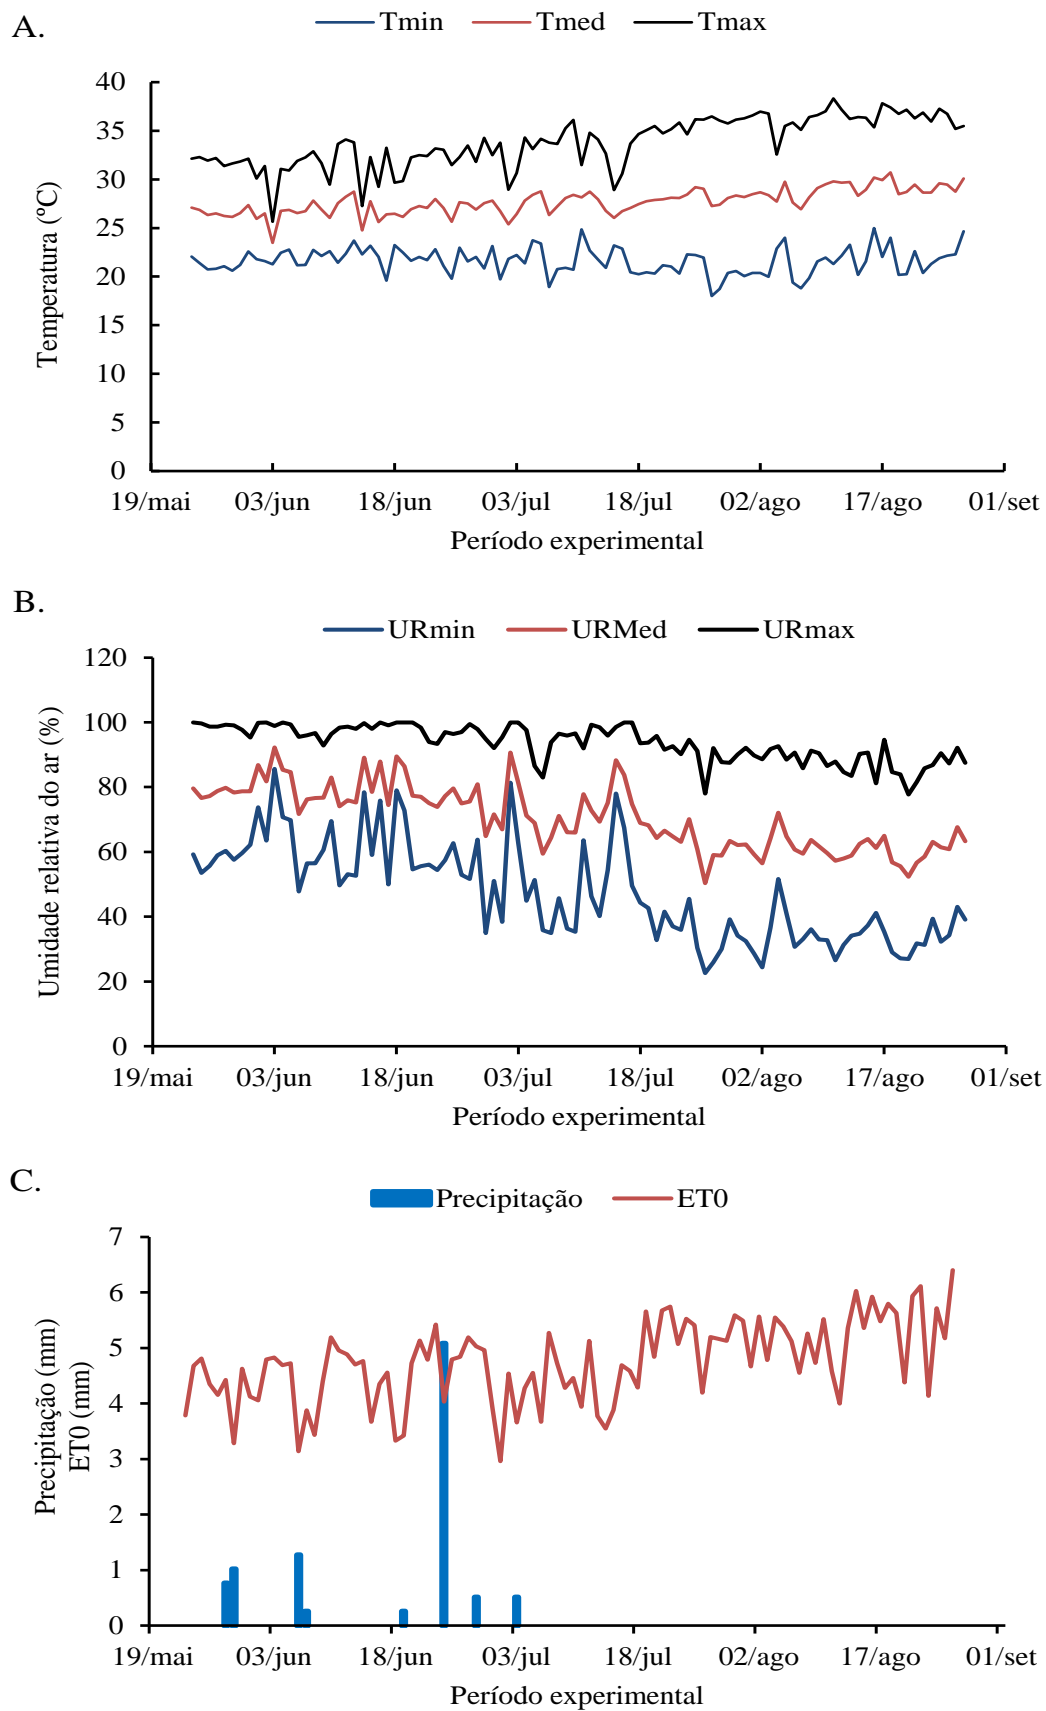 A.
Tmin Tmed Tmax
40
35
30
25
20
15
10
5
0
Temperatura (ºC)
19/mai 03/jun 18/jun 03/jul 18/jul 02/ago 17/ago 01/set
Período experimental
B.
URmin URMed URmax
120
100
80
60
40
20
0
Umidade relativa do ar (%)
19/mai 03/jun 18/jun 03/jul 18/jul 02/ago 17/ago 01/set
Período experimental
C.
Precipitação ET0
7
6
5
4
3
2
1
0
Precipitação (mm)
ET0 (mm)
19/mai 03/jun 18/jun 03/jul 18/jul 02/ago 17/ago 01/set
Período experimental